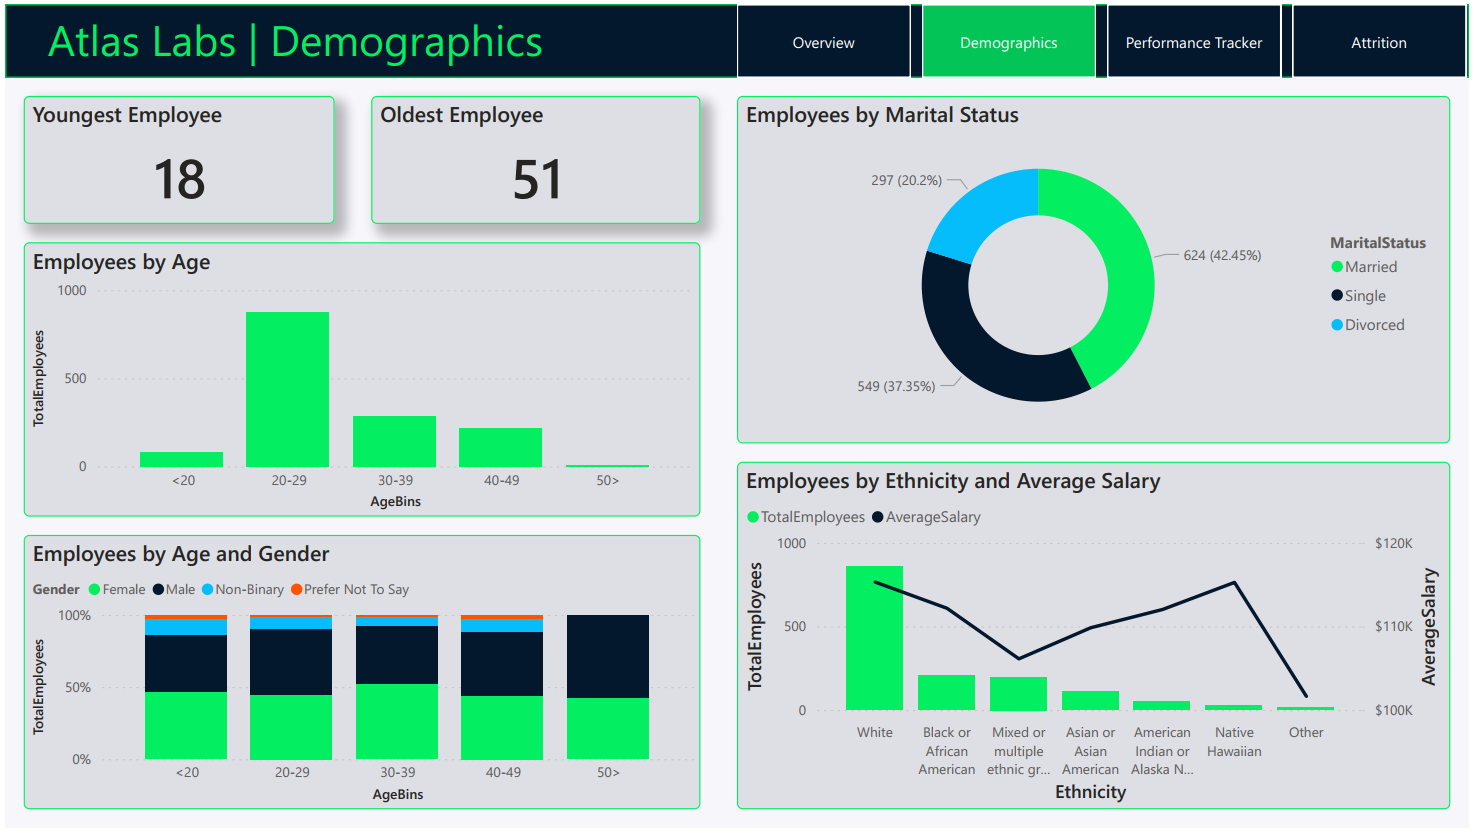 Atlas Labs | Demographics
Overview
Demographics
Performance Tracker
Attrition
Youngest Employee
18
Oldest Employee
51
Employees by Age
TotalEmployees
1000
500
0
<20
20-29
30-39
40-49
50>
AgeBins
Employees by Age and Gender
Gender Female Male Non-Binary Prefer Not To Say
TotalEmployees
100%
50%
0%
<20
20-29
30-39
40-49
50>
AgeBins
Employees by Marital Status
297 (20.2%)
624 (42.45%)
549 (37.35%)
MaritalStatus
Married
Single
Divorced
Employees by Ethnicity and Average Salary
TotalEmployees AverageSalary
TotalEmployees
1000
500
0
$120K
$110K
$100K
AverageSalary
White
Black or
African
American
Mixed or
multiple
ethnic gr...
Asian or
Asian
American
American
Indian or
Alaska N...
Native
Hawaiian
Other
Ethnicity